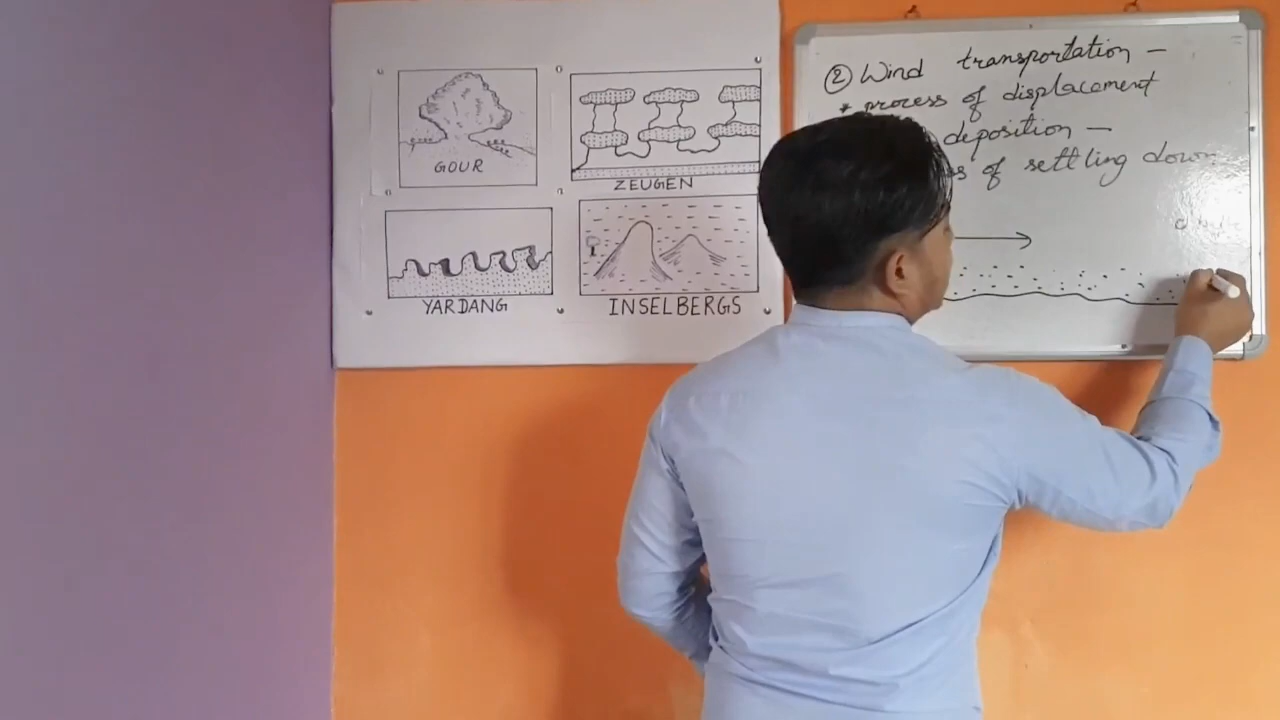 GOUR
ZEUGEN
YARDANG
INSELBERGS
② Wind transportation —
* process of displacement
deposition —
of settling down